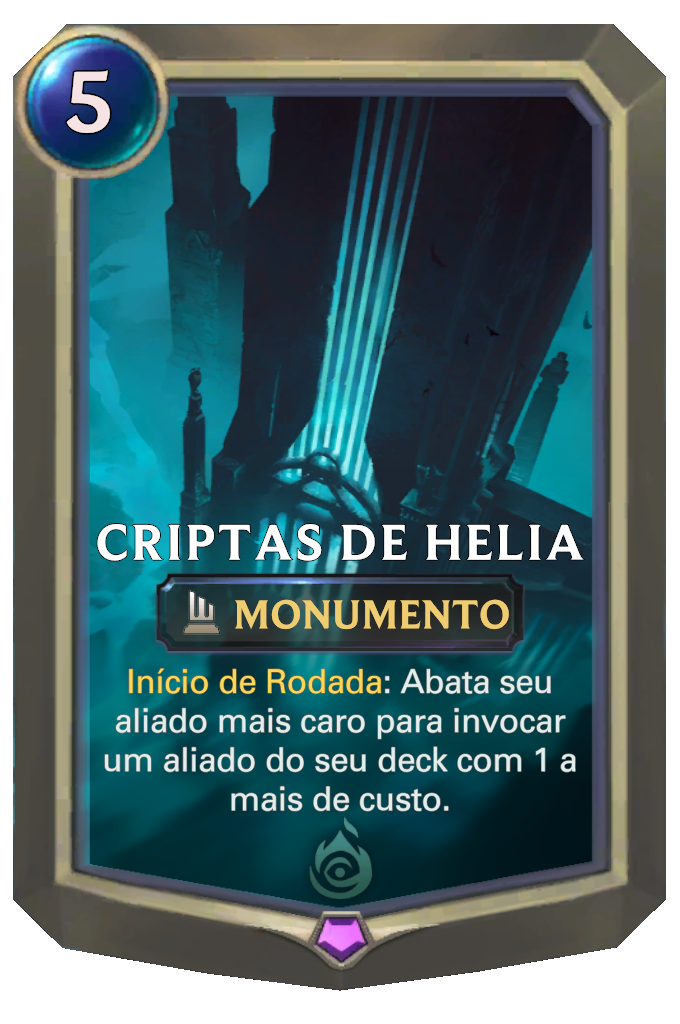 5
CRIPTAS DE HELIA
MONUMENTO
Início de Rodada: Abata seu
aliado mais caro para invocar
um aliado do seu deck com 1 a
mais de custo.